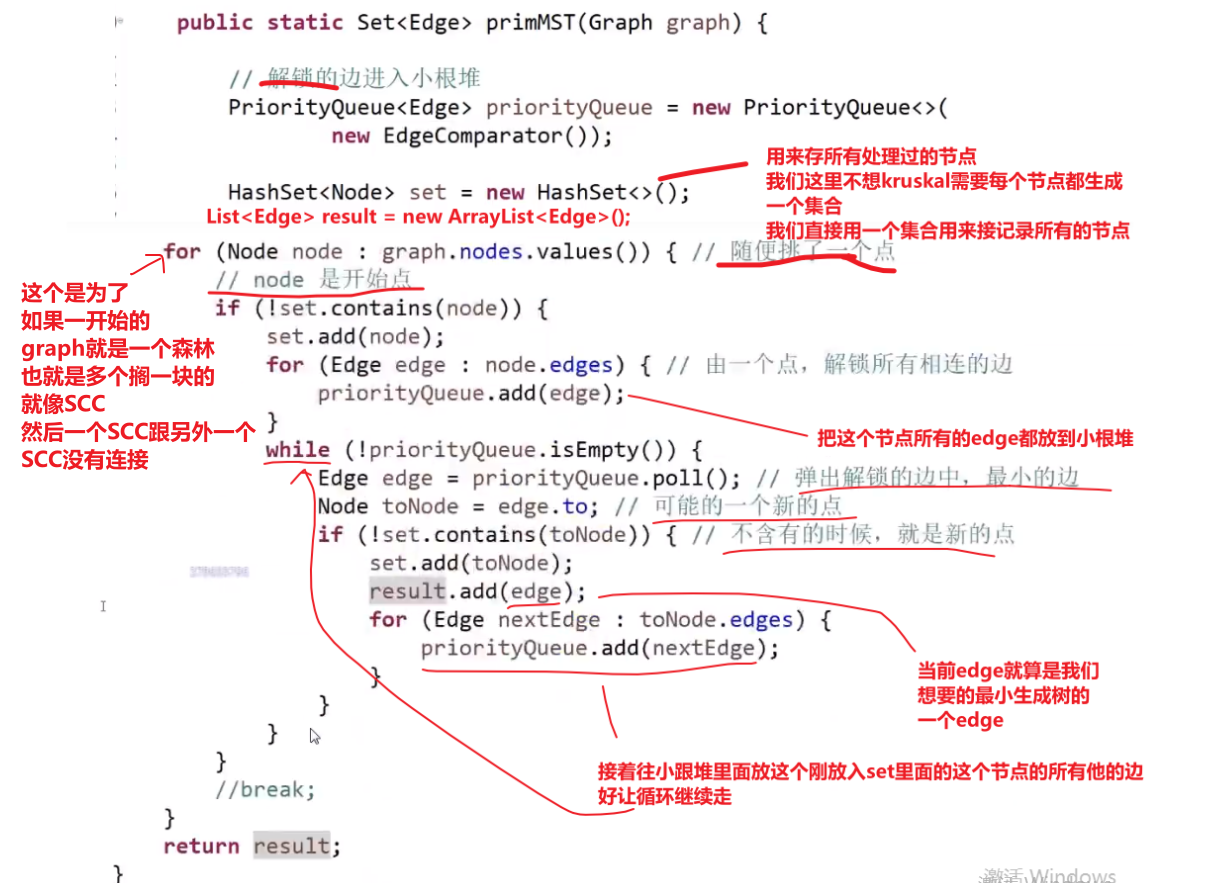 public static Set<Edge> primMST(Graph graph) {
// 解锁的边进入小根堆
PriorityQueue<Edge> priorityQueue = new PriorityQueue<>(
new EdgeComparator());
用来存所有处理过的节点
我们这里不想kruskal需要每个节点都生成
一个集合
我们直接用一个集合用来接记录所有的节点
HashSet<Node> set = new HashSet<>();
List<Edge> result = new ArrayList<Edge>();
for (Node node : graph.nodes.values()) { // 随便挑了一个点
// node 是开始点
if (!set.contains(node)) {
set.add(node);
for (Edge edge : node.edges) { // 由一个点，解锁所有相连的边
priorityQueue.add(edge);
}
这个是为了
如果一开始的
graph就是一个森林
也就是多个搁一块的
就像SCC
然后一个SCC跟另外一个
SCC没有连接
把这个节点所有的edge都放到小根堆
while (!priorityQueue.isEmpty()) {
Edge edge = priorityQueue.poll(); // 弹出解锁的边中，最小的边
Node toNode = edge.to; // 可能的一个新的点
if (!set.contains(toNode)) { // 不含有的时候，就是新的点
set.add(toNode);
result.add(edge);
for (Edge nextEdge : toNode.edges) {
priorityQueue.add(nextEdge);
}
}
}
}
当前edge就算是我们
想要的最小生成树的
一个edge
接着往小跟堆里面放这个刚放入set里面的这个节点的所有他的边
好让循环继续走
//break;
}
return result;
}
激活 Windows